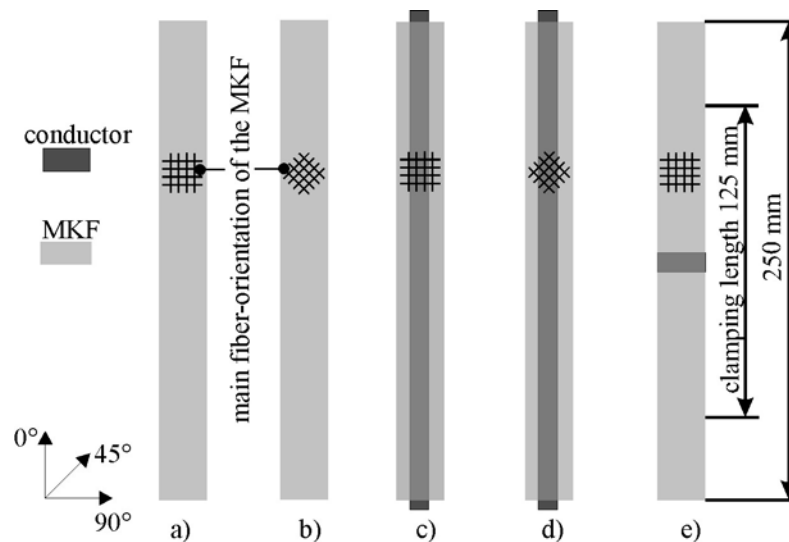 conductor
MKF
main fiber-orientation of the MKF
clamping length 125 mm
250 mm
0°
45°
90°
a)
b)
c)
d)
e)